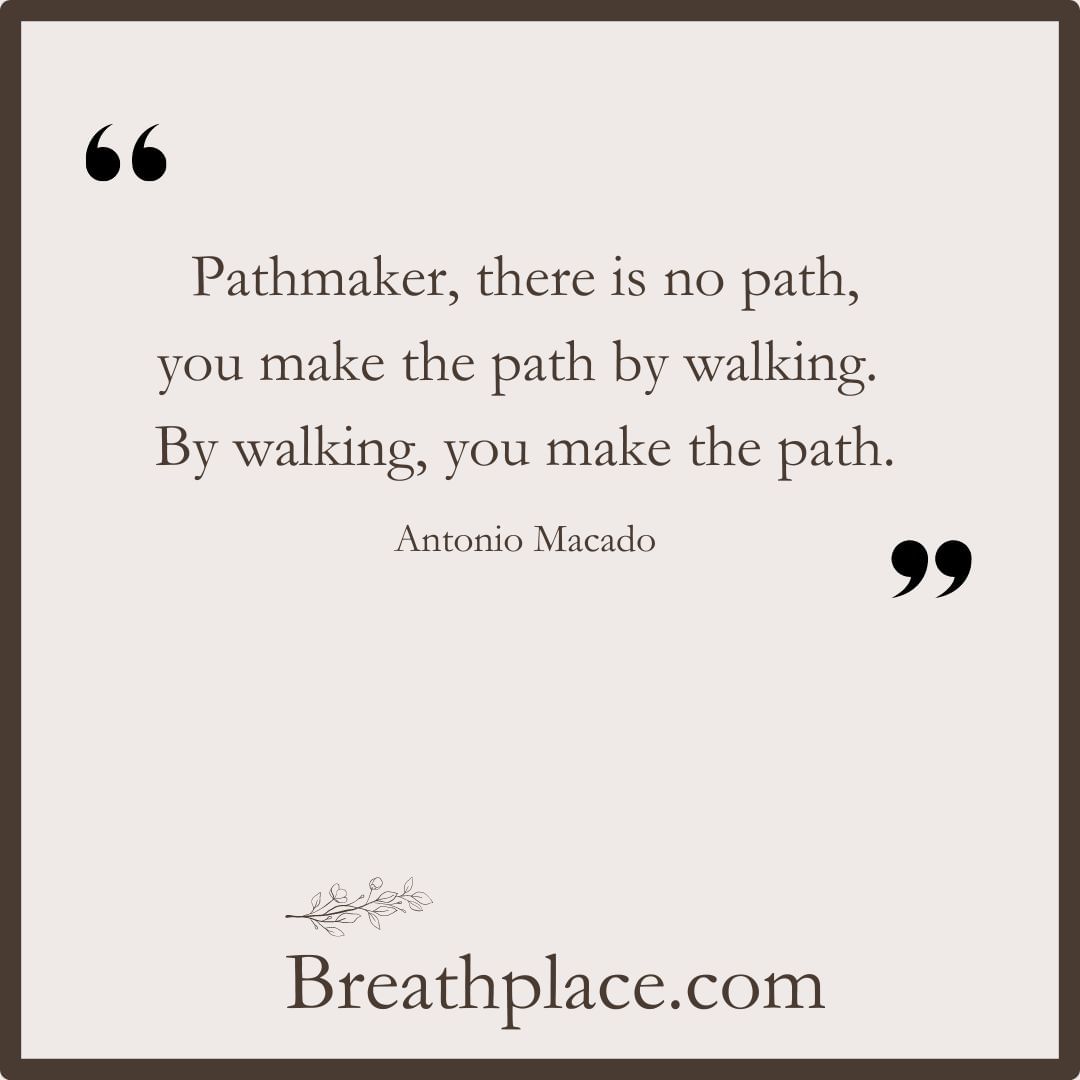 “
Pathmaker, there is no path,
you make the path by walking.
By walking, you make the path.
Antonio Macado
”
Breathplace.com